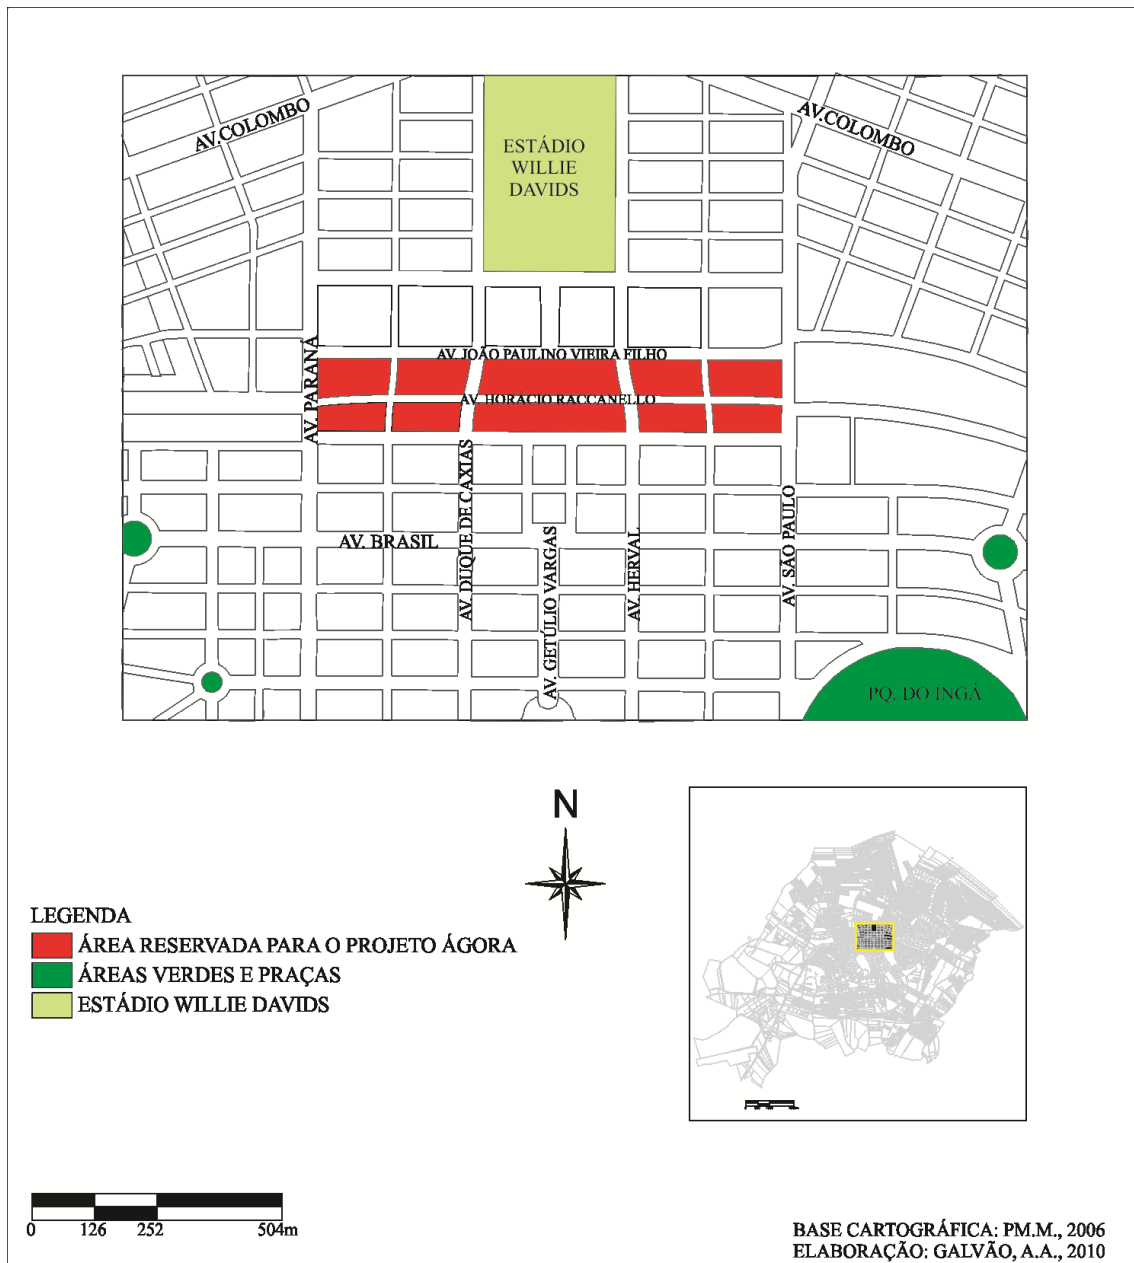 AV.COLOMBO
AV.COLOMBO
ESTÁDIO
WILLIE
DAVIDS
AV. JOÃO PAULINO VIEIRA FILHO
AV. PARANÁ
AV. HORÁCIO RACCANELLO
AV. DUQUE DE CAXIAS
AV. BRASIL
AV. GETÚLIO VARGAS
AV. HERVAL
AV. SÃO PAULO
PQ. DO INGÁ
N
LEGENDA
ÁREA RESERVADA PARA O PROJETO ÁGORA
ÁREAS VERDES E PRAÇAS
ESTÁDIO WILLIE DAVIDS
0 126 252 504m
BASE CARTOGRÁFICA: PM.M., 2006
ELABORAÇÃO: GALVÃO, A.A., 2010